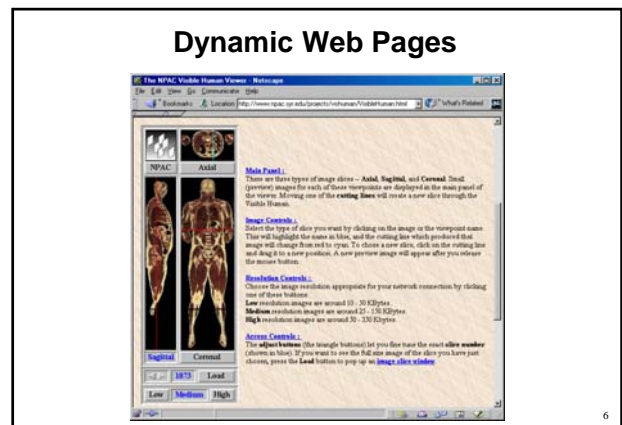 Dynamic Web Pages
The NPAC Visible Human Viewer - Netscape
File Edit View Go Communicator Help
Bookmarks Location http://www.npac.syr.edu/projects/vishuman/VisibleHuman.html What's Related
NPAC Axial
Sagittal Coronal
1073 Load
Low Medium High
Main Panel :
There are three types of image slices -- Axial, Sagittal, and Coronal. Small
(preview) images for each of these viewpoints are displayed in the main panel of
the viewer. Moving one of the cutting lines will create a new slice through the
Visible Human.
Image Controls :
Select the type of slice you want by clicking on the image or the viewpoint name.
This will highlight the name in blue, and the cutting line which produced that
image will change from red to cyan. To chose a new slice, click on the cutting line
and drag it to a new position. A new preview image will appear after you release
the mouse button.
Resolution Controls :
Choose the image resolution appropriate for your network connection by clicking
one of these buttons.
Low resolution images are around 10 - 50 KBytes.
Medium resolution images are around 25 - 150 KBytes.
High resolution images are around 50 - 250 Kbytes.
Access Controls :
The adjust buttons (the triangle buttons) let you fine tune the exact slice number
(shown in blue). If you want to see the full size image of the slice you have just
chosen, press the Load button to pop up an image slice window.
6